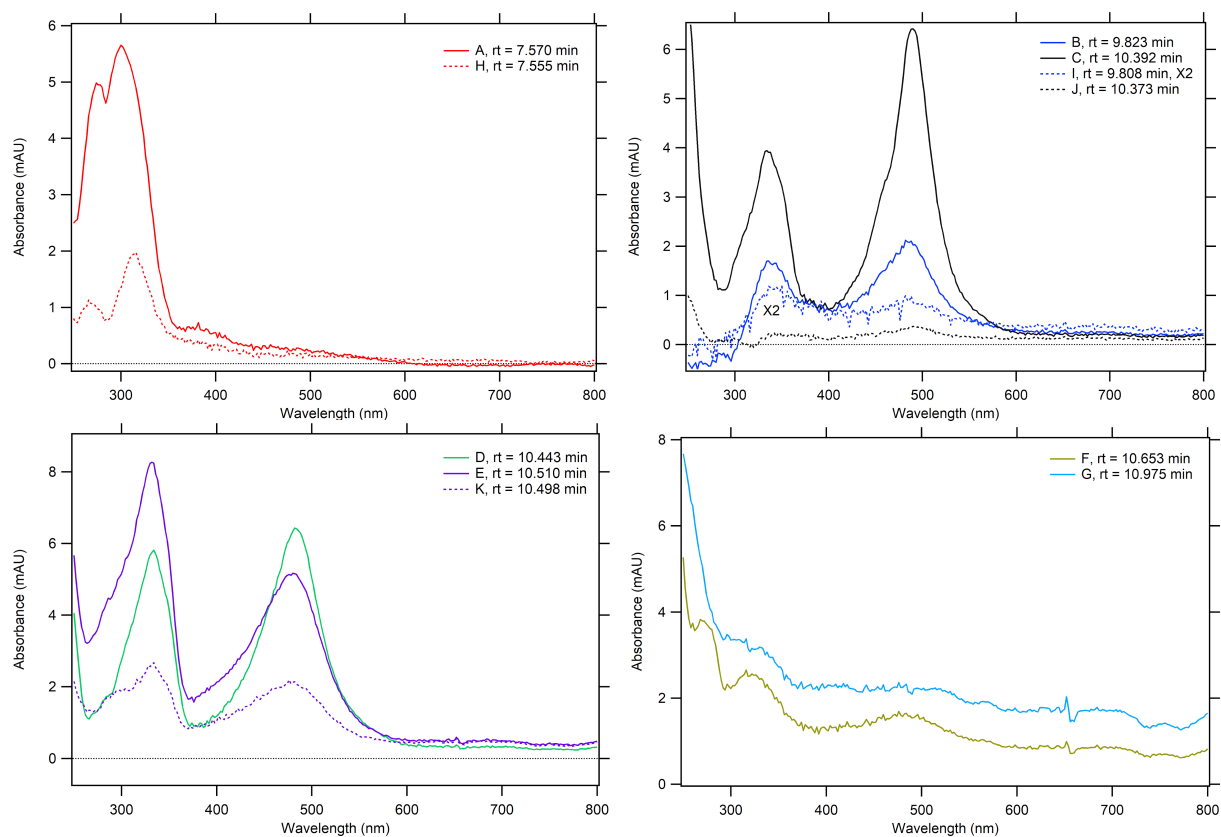 6
5
4
3
2
1
0
Absorbance (mAU)
A, rt = 7.570 min
H, rt = 7.555 min
300
400
500
600
700
800
Wavelength (nm)
6
5
4
3
2
1
0
Absorbance (mAU)
B, rt = 9.823 min
C, rt = 10.392 min
I, rt = 9.808 min, X2
J, rt = 10.373 min
X2
300
400
500
600
700
800
Wavelength (nm)
8
6
4
2
0
Absorbance (mAU)
D, rt = 10.443 min
E, rt = 10.510 min
K, rt = 10.498 min
300
400
500
600
700
800
Wavelength (nm)
8
6
4
2
0
Absorbance (mAU)
F, rt = 10.653 min
G, rt = 10.975 min
300
400
500
600
700
800
Wavelength (nm)